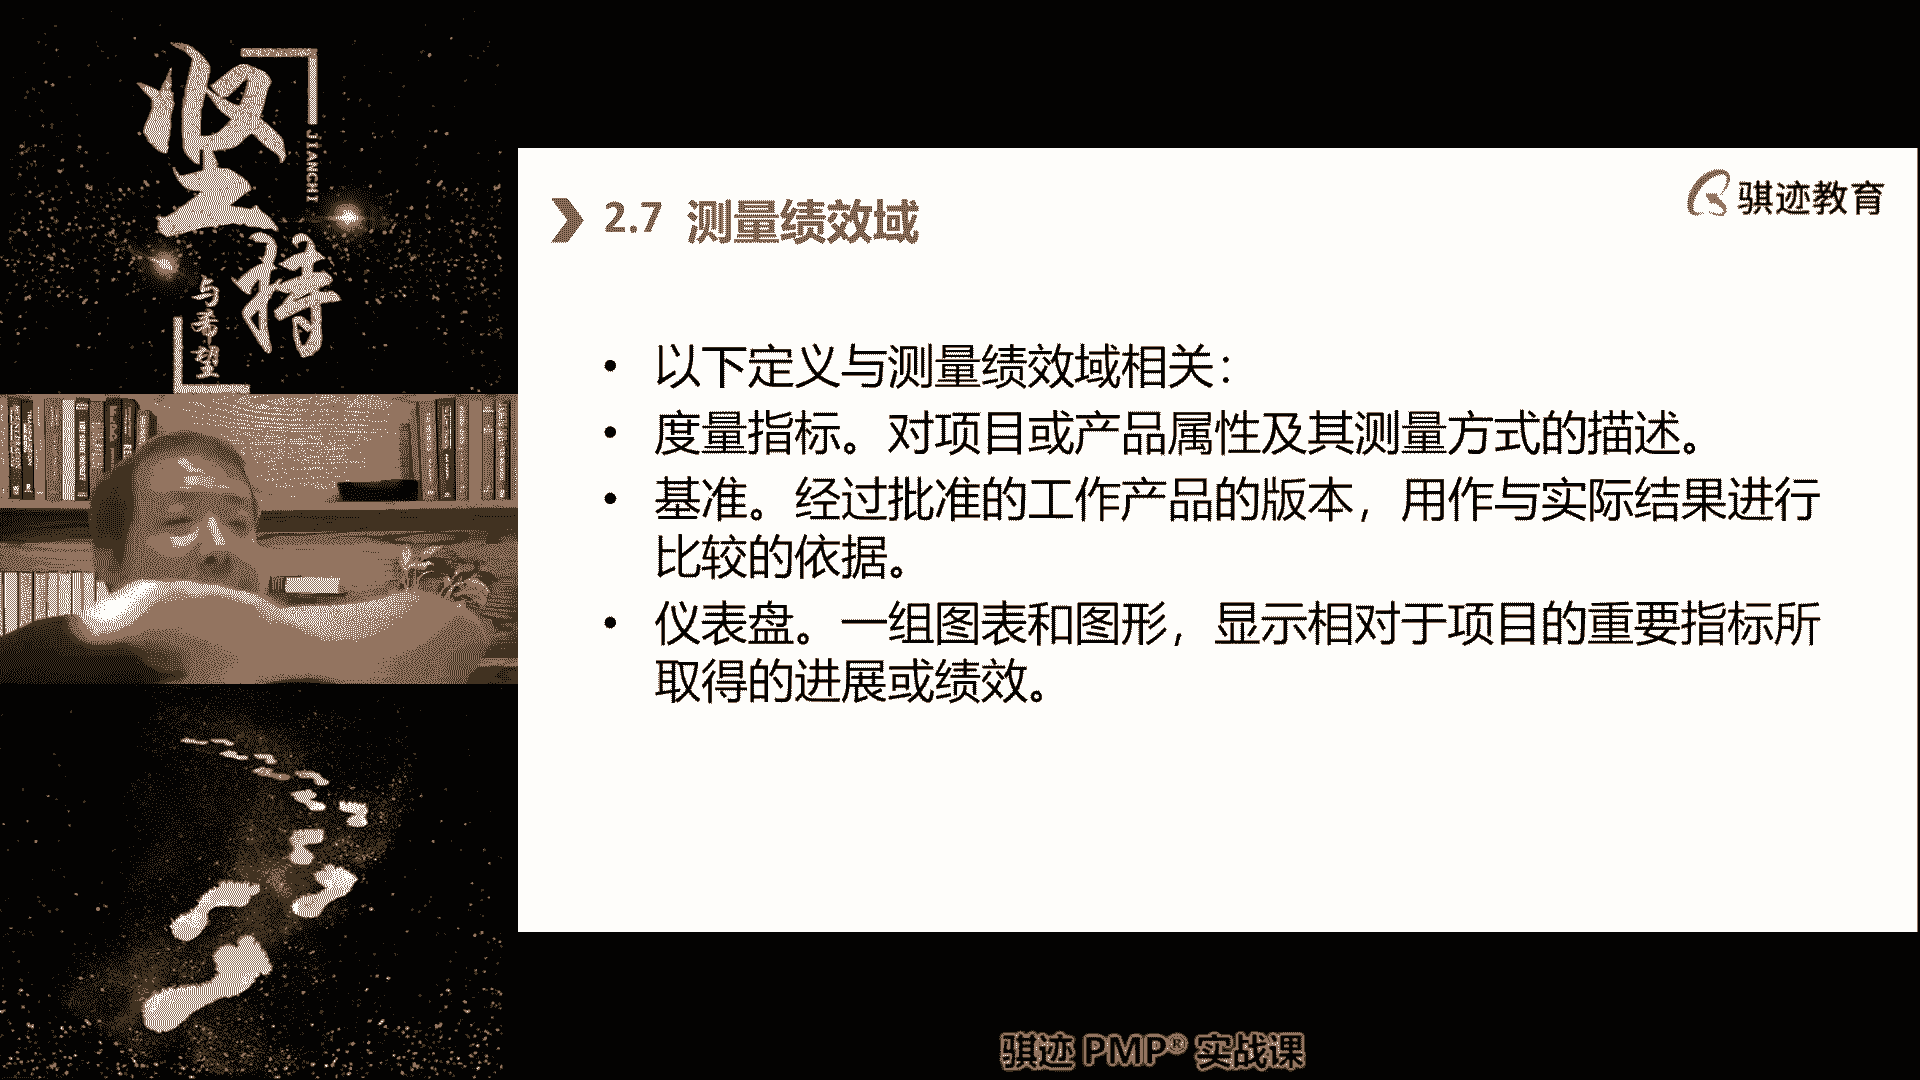 坚持
JIANCHI
与希望
骐迹教育
2.7 测量绩效域
• 以下定义与测量绩效域相关：
• 度量指标。对项目或产品属性及其测量方式的描述。
• 基准。经过批准的工作产品的版本，用作与实际结果进行
比较的依据。
• 仪表盘。一组图表和图形，显示相对于项目的重要指标所
取得的进展或绩效。
骐迹 PMP® 实战课